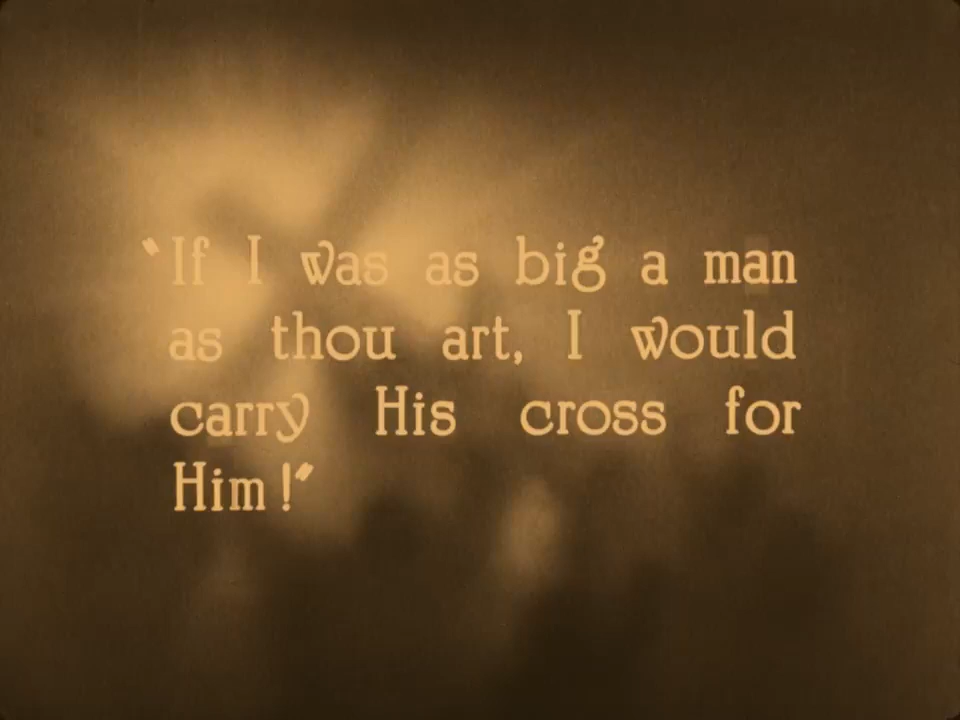 "If I was as big a man
as thou art, I would
carry His cross for
Him!"